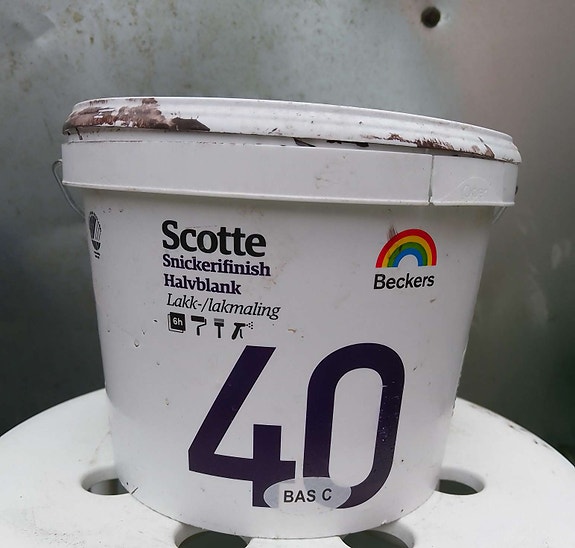 Scotte
Snickerifinish
Halvblank
Lakk-/lakmaling
6h
Beckers
40
BAS C